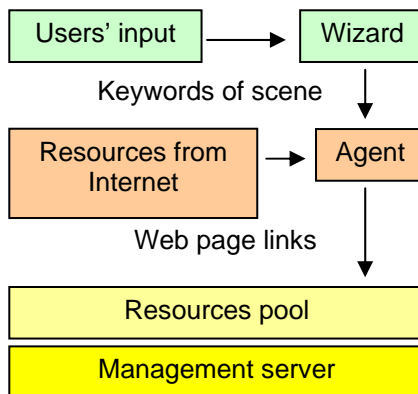 Users’ input
Wizard
Keywords of scene
Resources from
Internet
Agent
Web page links
Resources pool
Management server